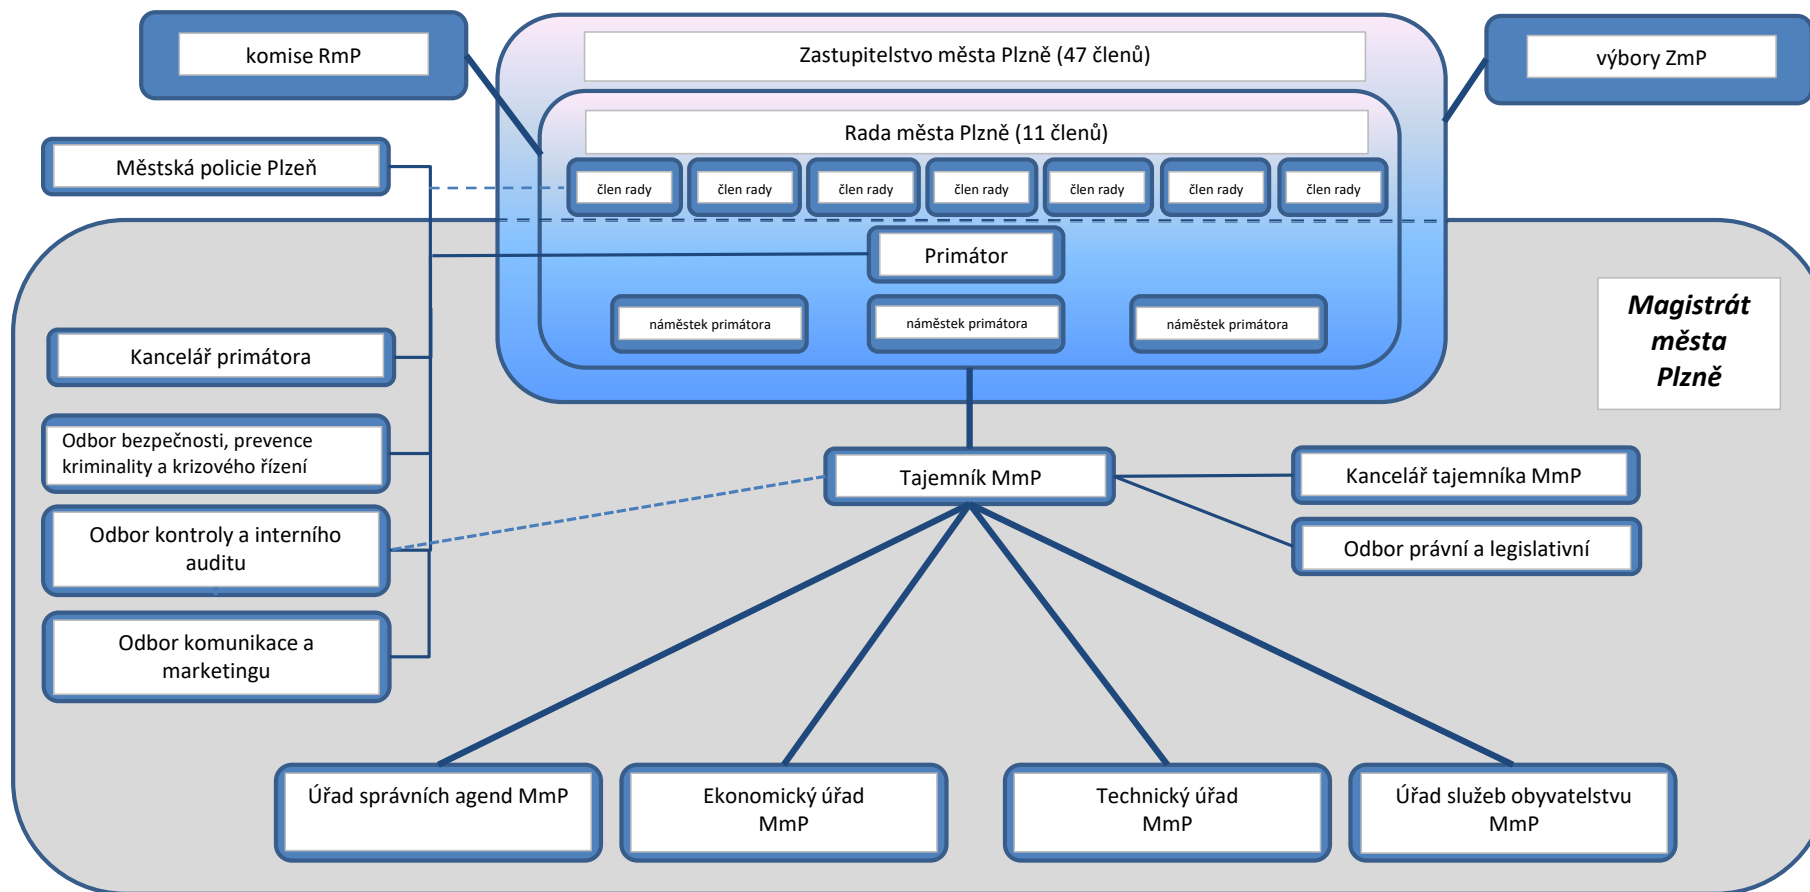 komise RmP
Zastupitelstvo města Plzně (47 členů)
výbory ZmP
Rada města Plzně (11 členů)
Městská policie Plzeň
člen rady
člen rady
člen rady
člen rady
člen rady
člen rady
člen rady
Primátor
náměstek primátora
náměstek primátora
náměstek primátora
Magistrát
města
Plzně
Kancelář primátora
Odbor bezpečnosti, prevence
kriminality a krizového řízení
Tajemník MmP
Kancelář tajemníka MmP
Odbor kontroly a interního
auditu
Odbor právní a legislativní
Odbor komunikace a
marketingu
Úřad správních agend MmP
Ekonomický úřad
MmP
Technický úřad
MmP
Úřad služeb obyvatelstvu
MmP